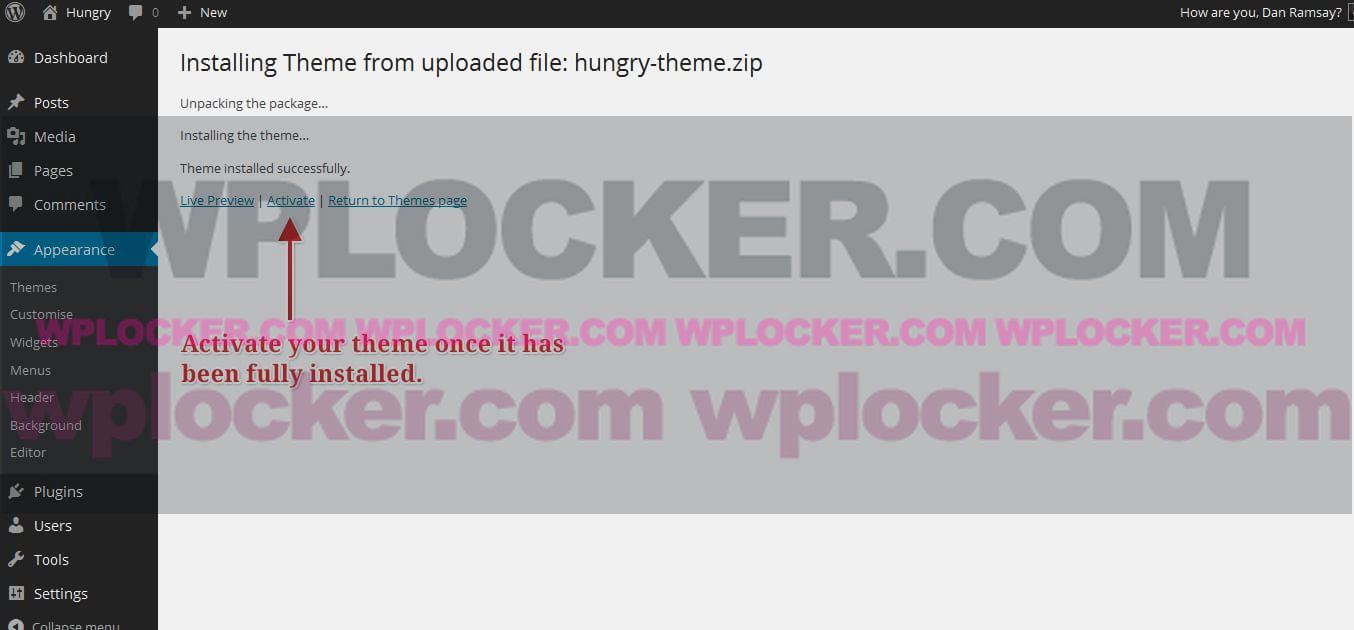 Hungry
0
New
How are you, Dan Ramsay?
Dashboard
Posts
Media
Pages
Comments
Appearance
Themes
Customise
Widgets
Menus
Header
Background
Editor
Plugins
Users
Tools
Settings
Collapse menu
Installing Theme from uploaded file: hungry-theme.zip
Unpacking the package...
Installing the theme...
Theme installed successfully.
Live Preview | Activate | Return to Themes page
WPLOCKER.COM
WPLOCKER.COM WPLOCKER.COM WPLOCKER.COM WPLOCKER.COM
Activate your theme once it has
been fully installed.
wplocker.com wplocker.com